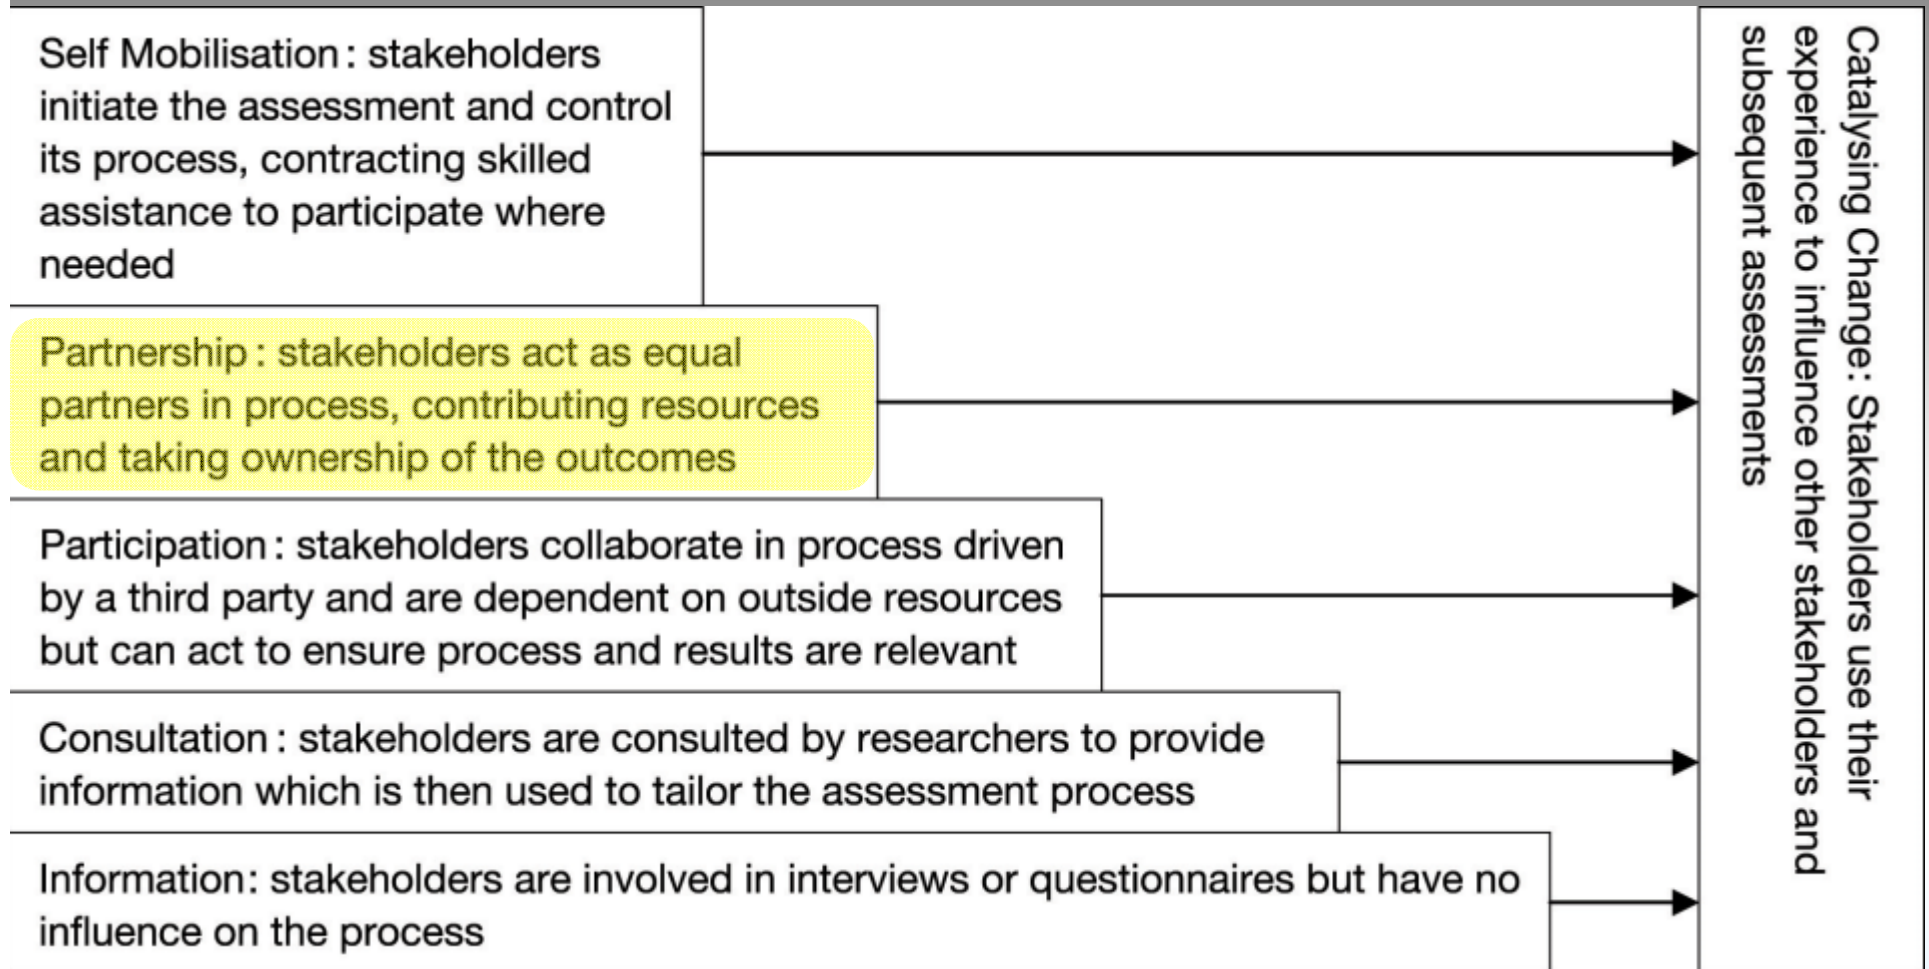 Self Mobilisation : stakeholders
initiate the assessment and control
its process, contracting skilled
assistance to participate where
needed
Partnership : stakeholders act as equal
partners in process, contributing resources
and taking ownership of the outcomes
Participation : stakeholders collaborate in process driven
by a third party and are dependent on outside resources
but can act to ensure process and results are relevant
Consultation : stakeholders are consulted by researchers to provide
information which is then used to tailor the assessment process
Information: stakeholders are involved in interviews or questionnaires but have no
influence on the process
Catalysing Change: Stakeholders use their
experience to influence other stakeholders and
subsequent assessments